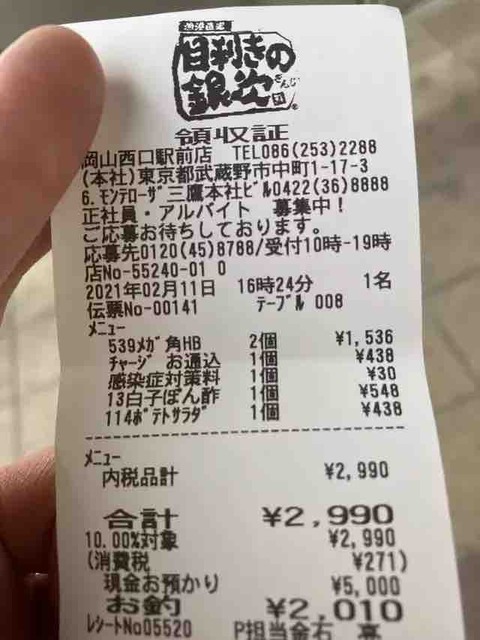 漁港直送
目利きの
銀次
ぎんじ
領収証
岡山西口駅前店 TEL086(253)2288
(本社)東京都武蔵野市中町1-17-3
6.モンテローザ三鷹本社ビル0422(36)8888
正社員・アルバイト 募集中!
ご応募お待ちしております。
応募先0120(45)8788/受付10時-19時
店No-55240-01 0
2021年02月11日 16時24分 1名
伝票No-00141 テーブル 008
メニュー
539メガ角HB 2個 ¥1,536
チャージ お通込 1個 ¥438
感染症対策料 1個 ¥30
13白子ぽん酢 1個 ¥548
114ポテトサラダ 1個 ¥438
メニュー
内税品計 ¥2,990
合計 ¥2,990
10.00%対象 ¥2,990
(消費税 ¥271)
現金お預かり ¥5,000
お釣 ¥2,010
レシートNo05520 P担当金右